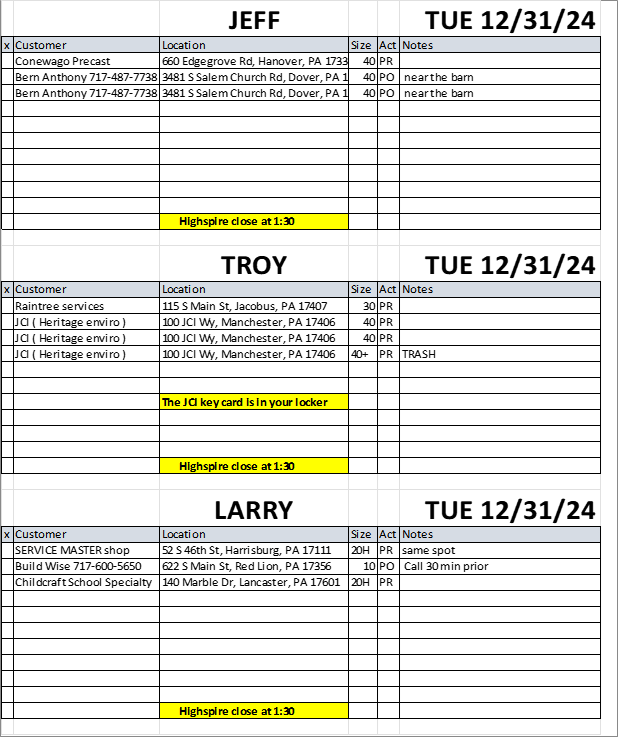 JEFF TUE 12/31/24
x Customer Location Size Act Notes
Conewago Precast 660 Edgegrove Rd, Hanover, PA 1733 40 PR
Bern Anthony 717-487-7738 3481 S Salem Church Rd, Dover, PA 1 40 PO near the barn
Bern Anthony 717-487-7738 3481 S Salem Church Rd, Dover, PA 1 40 PO near the barn
Highspire close at 1:30
TROY TUE 12/31/24
x Customer Location Size Act Notes
Raintree services 115 S Main St, Jacobus, PA 17407 30 PR
JCI ( Heritage enviro ) 100 JCI Wy, Manchester, PA 17406 40 PR
JCI ( Heritage enviro ) 100 JCI Wy, Manchester, PA 17406 40 PR
JCI ( Heritage enviro ) 100 JCI Wy, Manchester, PA 17406 40+ PR TRASH
The JCI key card is in your locker
Highspire close at 1:30
LARRY TUE 12/31/24
x Customer Location Size Act Notes
SERVICE MASTER shop 52 S 46th St, Harrisburg, PA 17111 20H PR same spot
Build Wise 717-600-5650 622 S Main St, Red Lion, PA 17356 10 PO Call 30 min prior
Childcraft School Specialty 140 Marble Dr, Lancaster, PA 17601 20H PR
Highspire close at 1:30